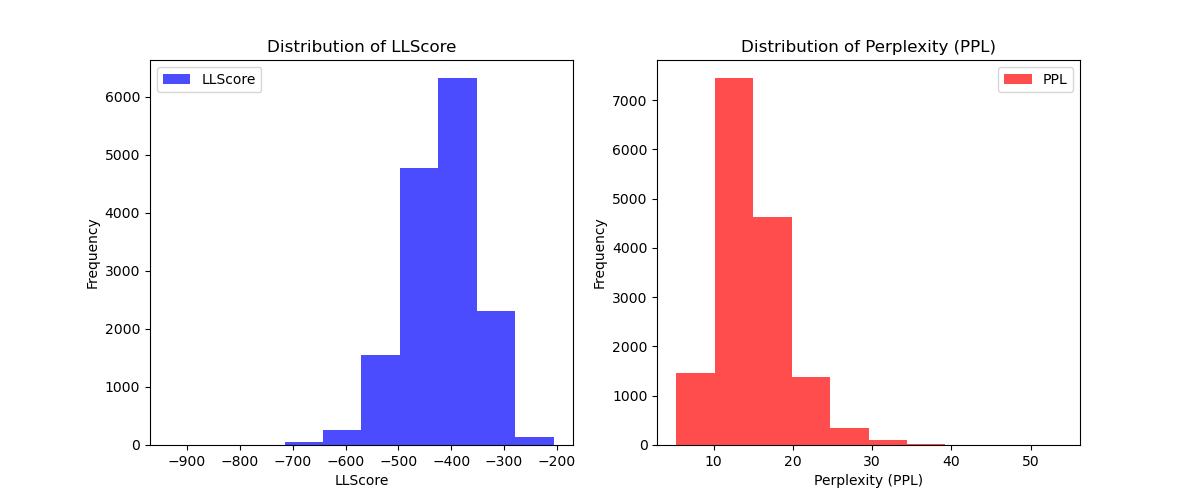 Distribution of LLScore
LLScore
6000
5000
4000
3000
2000
1000
0
Frequency
−900 −800 −700 −600 −500 −400 −300 −200
LLScore
Distribution of Perplexity (PPL)
PPL
7000
6000
5000
4000
3000
2000
1000
0
Frequency
10 20 30 40 50
Perplexity (PPL)